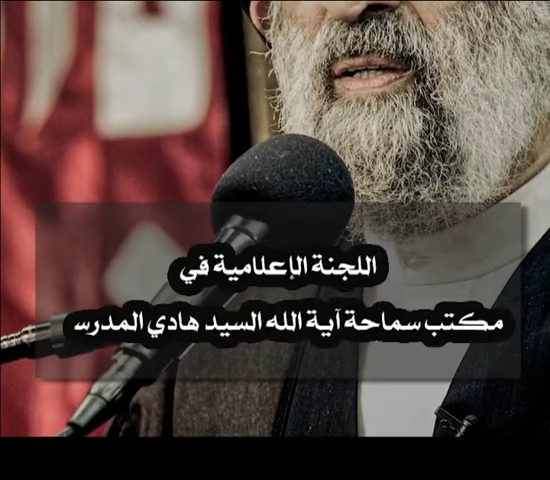 اللجنة الإعلامية في
مكتب سماحة آية الله السيد هادي المدرس